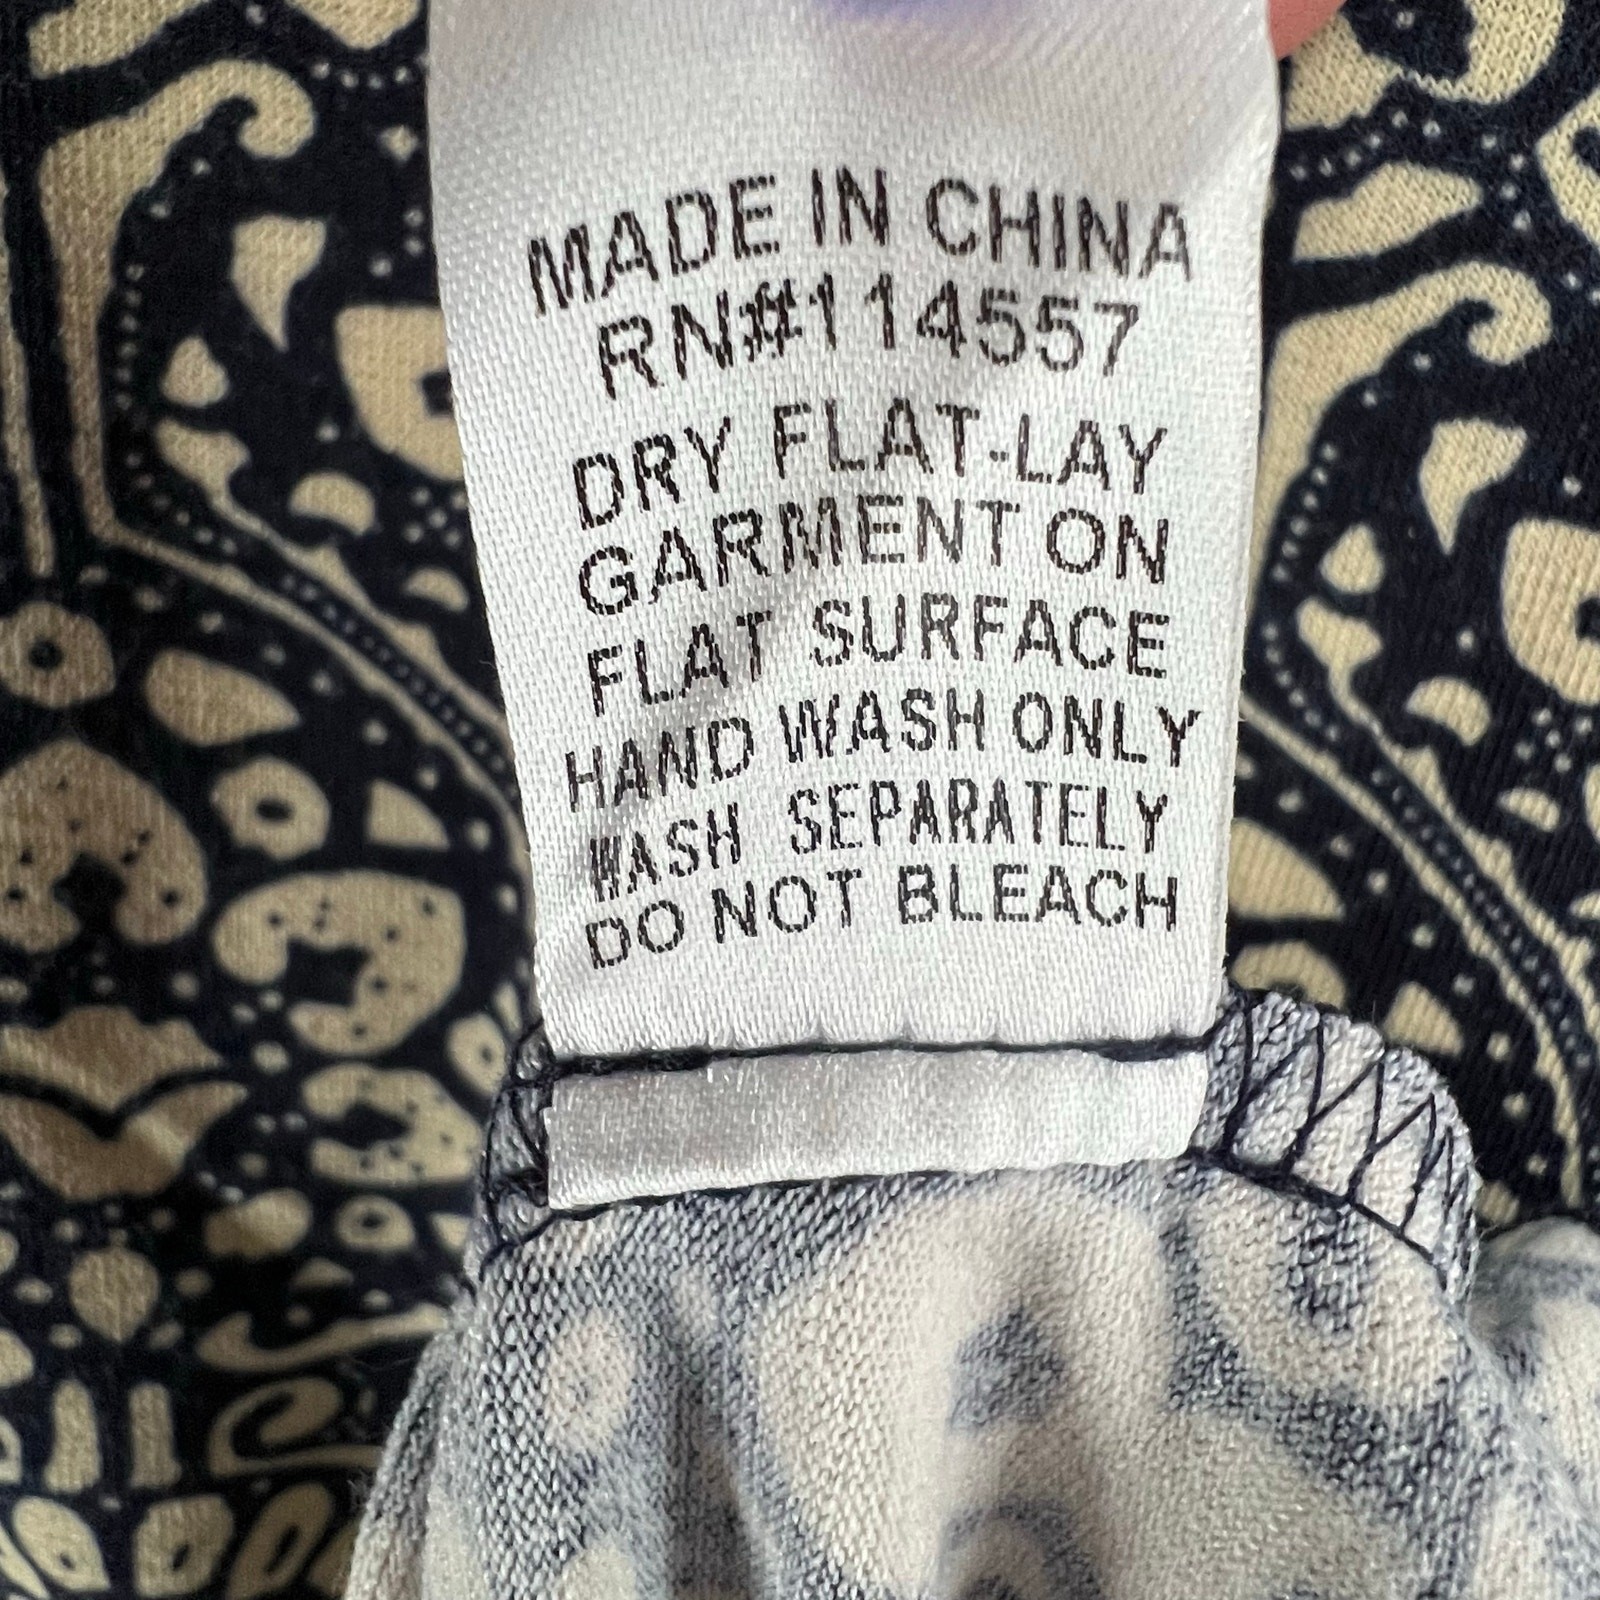 MADE IN CHINA
RN#114557
DRY FLAT-LAY
GARMENT ON
FLAT SURFACE
HAND WASH ONLY
WASH SEPARATELY
DO NOT BLEACH